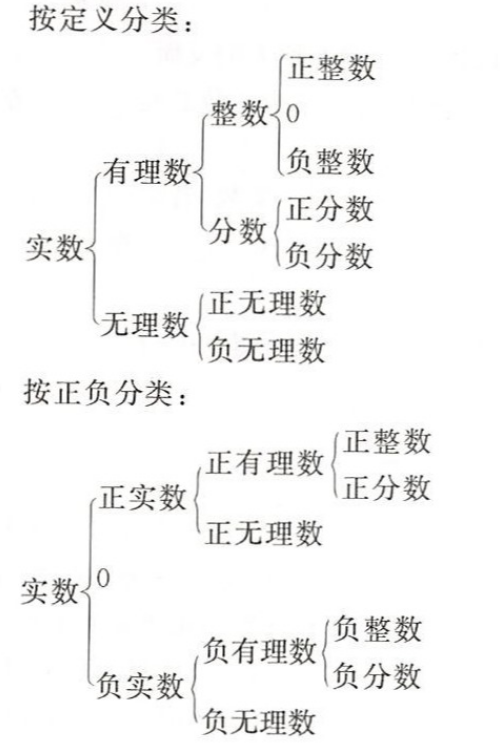 按定义分类：
正整数
整数
0
有理数
负整数
正分数
分数
负分数
实数
正无理数
无理数
负无理数
按正负分类：
正整数
正有理数
正分数
正实数
正无理数
0
实数
负整数
负有理数
负分数
负实数
负无理数